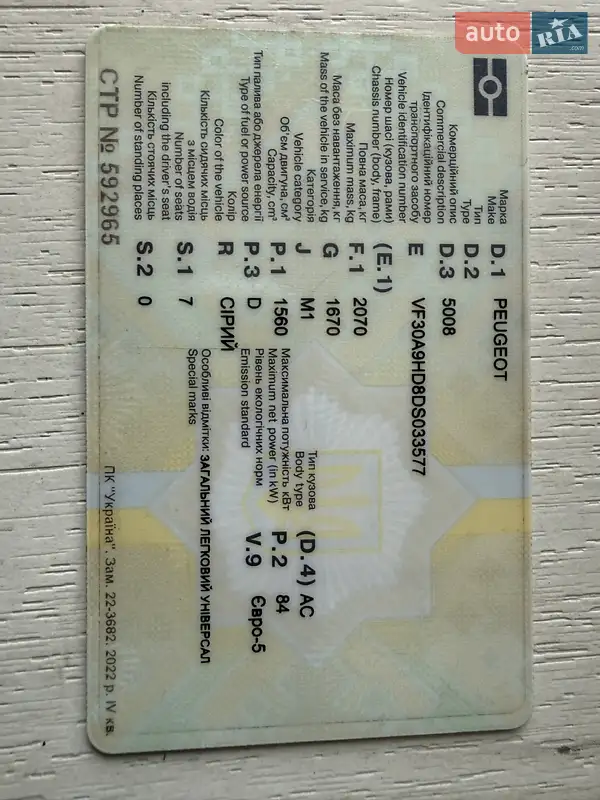 auto RIA .com
Марка
Make
D.1 PEUGEOT
Тип
Type
D.2
Комерційний опис
Commercial description
D.3 5008
Ідентифікаційний номер
транспортного засобу
Vehicle identification number
E VF30A9HD8DS033577
Номер шасі (кузова, рами)
Chassis number (body, frame)
(E.1)
Повна маса, кг
Maximum mass, kg
F.1 2070
Маса без навантаження, кг
Mass of the vehicle in service, kg
G 1670
Категорія
Vehicle category
J M1
Тип кузова
Body type
(D.4) AC
Об'єм двигуна, см³
Capacity, cm³
P.1 1560
Максимальна потужність кВт
Maximum net power (in kW)
P.2 84
Тип палива або джерела енергії
Type of fuel or power source
P.3 D
Рівень екологічних норм
Emission standard
V.9 Євро-5
Колір
Color of the vehicle
R СІРИЙ
Кількість сидячих місць
з місцем водія
Number of seats
including the driver's seat
S.1 7
Особливі відмітки: ЗАГАЛЬНИЙ ЛЕГКОВИЙ УНІВЕРСАЛ
Special marks
Кількість стоячих місць
Number of standing places
S.2 0
СТР № 592965
ПК "Україна". Зам. 22-3682. 2022 р. IV кв.